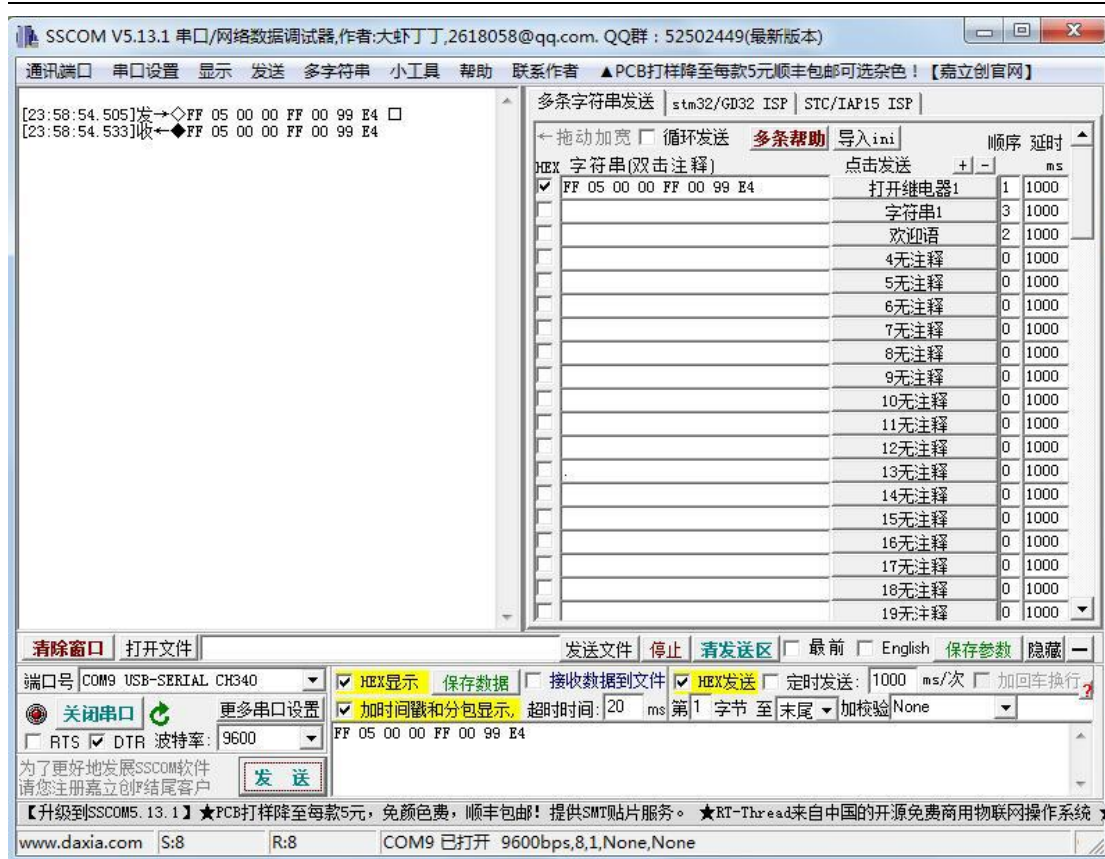 SSCOM V5.13.1 串口/网络数据调试器,作者:大虾丁丁,2618058@qq.com. QQ群：52502449(最新版本)
通讯端口 串口设置 显示 发送 多字符串 小工具 帮助 联系作者 ▲PCB打样降至每款5元顺丰包邮可选杂色！【嘉立创官网】
[23:58:54.505]发→◇FF 05 00 00 FF 00 99 E4 □
[23:58:54.533]收←◆FF 05 00 00 FF 00 99 E4
多条字符串发送 stm32/GD32 ISP STC/IAP15 ISP
←拖动加宽 循环发送 多条帮助 导入ini 顺序 延时
HEX 字符串(双击注释) 点击发送 + - ms
FF 05 00 00 FF 00 99 E4 打开继电器1 1 1000
字符串1 3 1000
欢迎语 2 1000
4无注释 0 1000
5无注释 0 1000
6无注释 0 1000
7无注释 0 1000
8无注释 0 1000
9无注释 0 1000
10无注释 0 1000
11无注释 0 1000
12无注释 0 1000
. 13无注释 0 1000
14无注释 0 1000
15无注释 0 1000
16无注释 0 1000
17无注释 0 1000
18无注释 0 1000
19无注释 0 1000
清除窗口 打开文件 发送文件 停止 清发送区 最前 English 保存参数 隐藏 —
端口号 COM9 USB-SERIAL CH340 HEX显示 保存数据 接收数据到文件 HEX发送 定时发送: 1000 ms/次 加回车换行
关闭串口 更多串口设置 加时间戳和分包显示, 超时时间: 20 ms 第1 字节 至 末尾 加校验 None ?
RTS DTR 波特率: 9600
FF 05 00 00 FF 00 99 E4
为了更好地发展SSCOM软件
请您注册嘉立创F结尾客户
发 送
【升级到SSCOM5.13.1】★PCB打样降至每款5元，免颜色费，顺丰包邮！提供SMT贴片服务。 ★RT-Thread来自中国的开源免费商用物联网操作系统
www.daxia.com S:8 R:8 COM9 已打开 9600bps,8,1,None,None